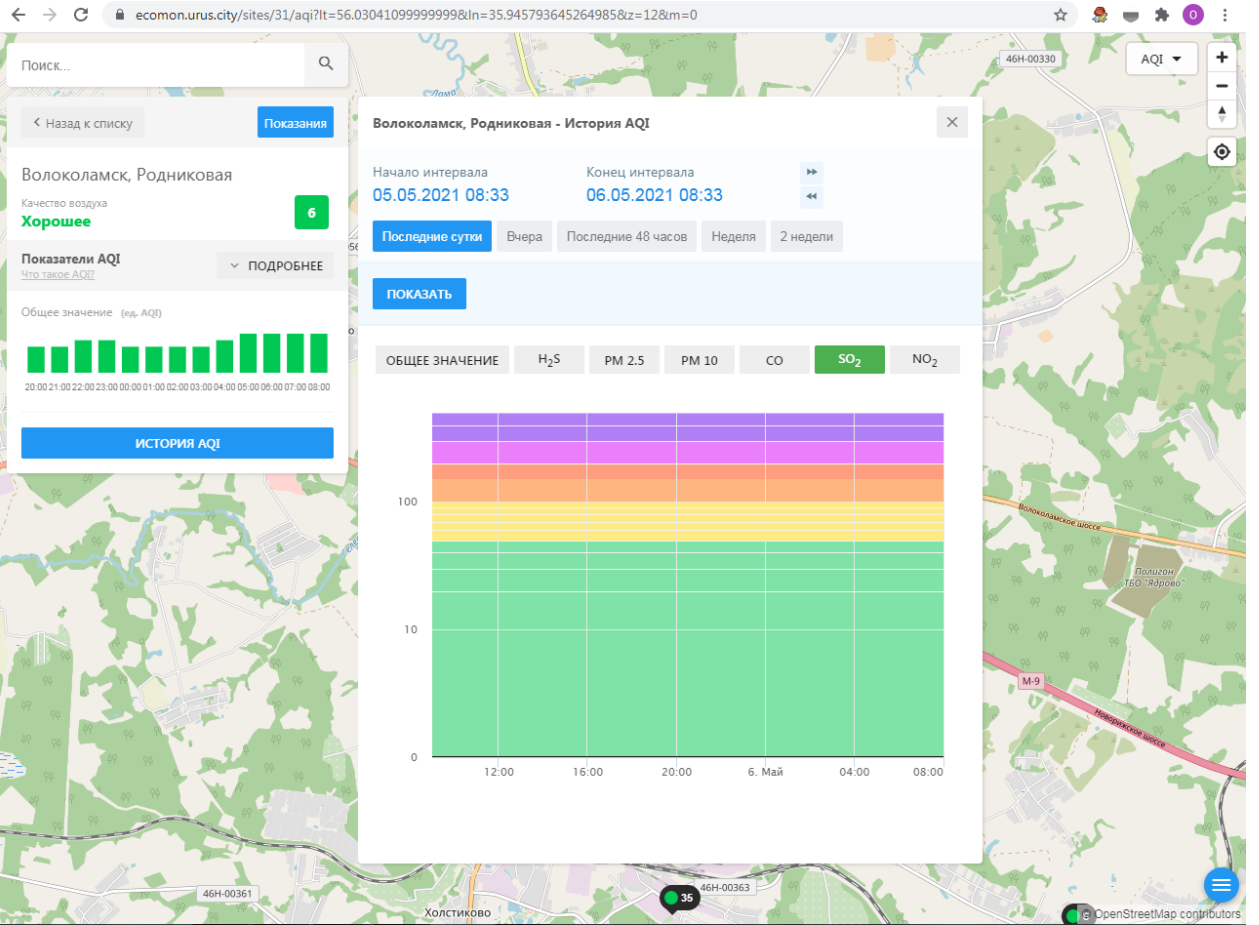 ecomon.urus.city/sites/31/aqi?lt=56.03041099999999&ln=35.945793645264985&z=12&m=0
О
Поиск...
46Н-00330
AQI
Лама
Назад к списку
Показания
Волоколамск, Родниковая - История AQI
Волоколамск, Родниковая
Качество воздуха
Хорошее
6
Начало интервала
Конец интервала
05.05.2021 08:33
06.05.2021 08:33
Последние сутки
Вчера
Последние 48 часов
Неделя
2 недели
Показатели AQI
Что такое AQI?
ПОДРОБНЕЕ
ПОКАЗАТЬ
Общее значение (ед. AQI)
20:00 21:00 22:00 23:00 00:00 01:00 02:00 03:00 04:00 05:00 06:00 07:00 08:00
ИСТОРИЯ AQI
ОБЩЕЕ ЗНАЧЕНИЕ
H2S
PM 2.5
PM 10
CO
SO2
NO2
100
10
0
12:00
16:00
20:00
6. Май
04:00
08:00
Волоколамское шоссе
Полигон
ТБО "Ядрово"
М-9
Новорижское шоссе
46Н-00361
46Н-00363
35
Холстиково
© OpenStreetMap contributors